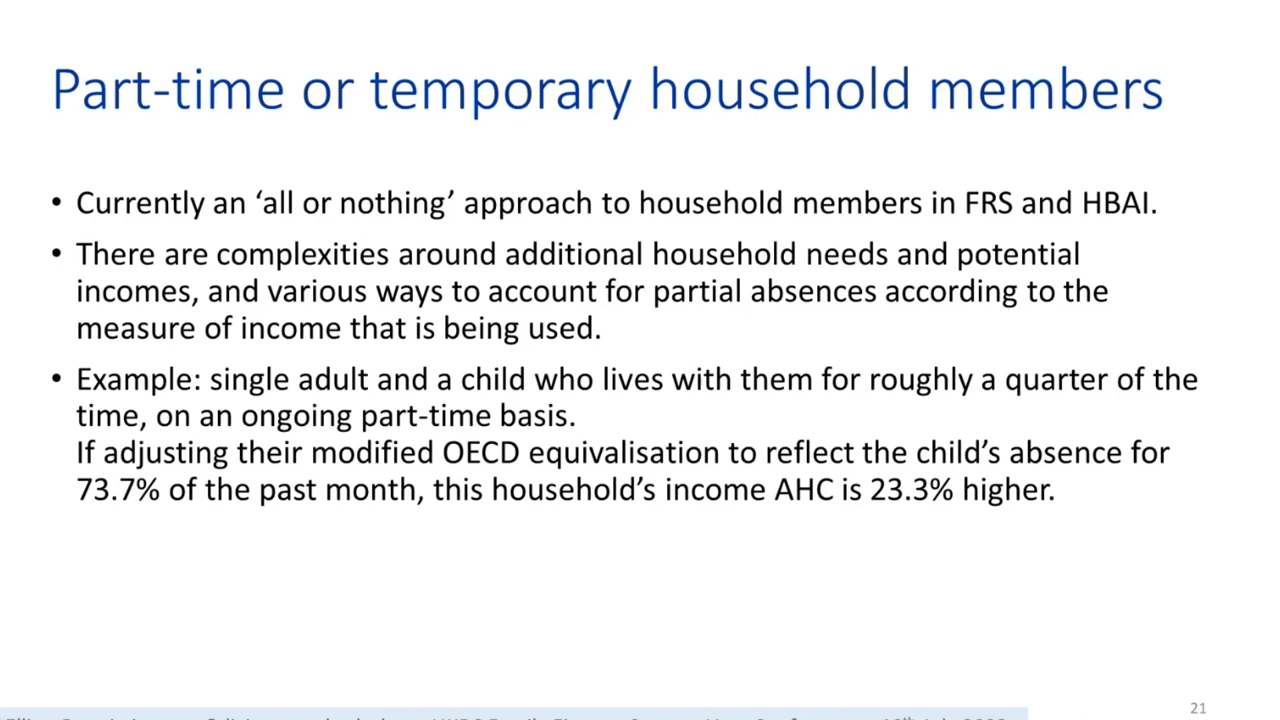 Part-time or temporary household members
• Currently an ‘all or nothing’ approach to household members in FRS and HBAI.
• There are complexities around additional household needs and potential
incomes, and various ways to account for partial absences according to the
measure of income that is being used.
• Example: single adult and a child who lives with them for roughly a quarter of the
time, on an ongoing part-time basis.
If adjusting their modified OECD equivalisation to reflect the child’s absence for
73.7% of the past month, this household’s income AHC is 23.3% higher.
21